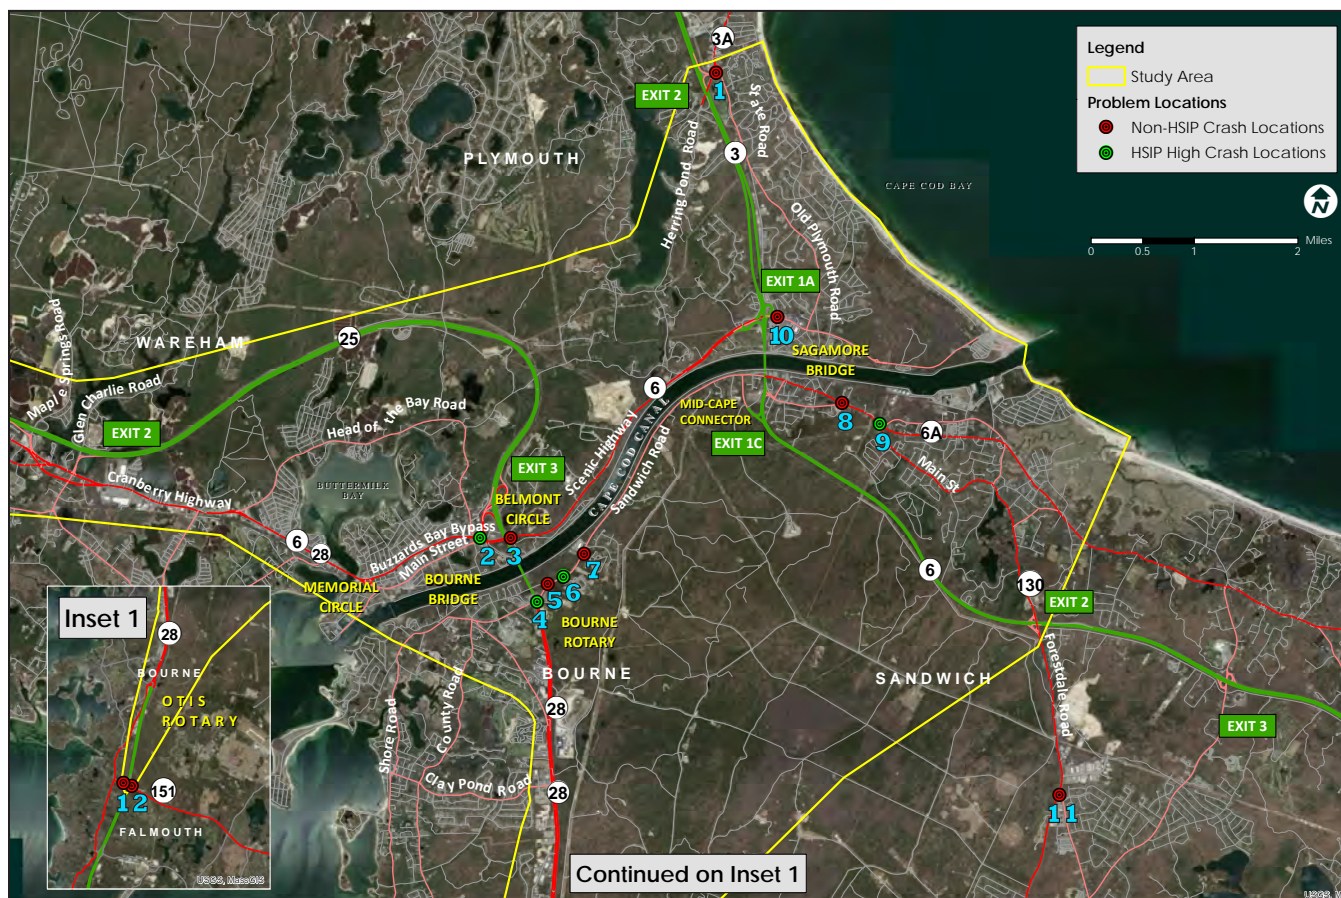 Legend
Study Area
Problem Locations
Non-HSIP Crash Locations
HSIP High Crash Locations
N
0 0.5 1 2 Miles
3A
1
EXIT 2
State Road
3
PLYMOUTH
Herring Pond Road
CAPE COD BAY
Old Plymouth Road
EXIT 1A
10
SAGAMORE
BRIDGE
Maple Springs Road
WAREHAM
25
Glen Charlie Road
EXIT 2
Head of the Bay Road
6
Scenic Highway
CAPE COD CANAL
Sandwich Road
MID-CAPE
CONNECTOR
EXIT 1C
8
9
6A
Main St
Cranberry Highway
BUTTERMILK
BAY
EXIT 3
BELMONT
CIRCLE
Buzzards Bay Bypass
Main Street
2
3
6
28
MEMORIAL
CIRCLE
BOURNE
BRIDGE
7
6
5
4
BOURNE
ROTARY
6
130
EXIT 2
BOURNE
SANDWICH
Forestdale Road
28
Shore Road
County Road
Clay Pond Road
28
EXIT 3
11
Inset 1
28
BOURNE
OTIS
ROTARY
151
12
FALMOUTH
USGS, MassGIS
Continued on Inset 1
USGS, M